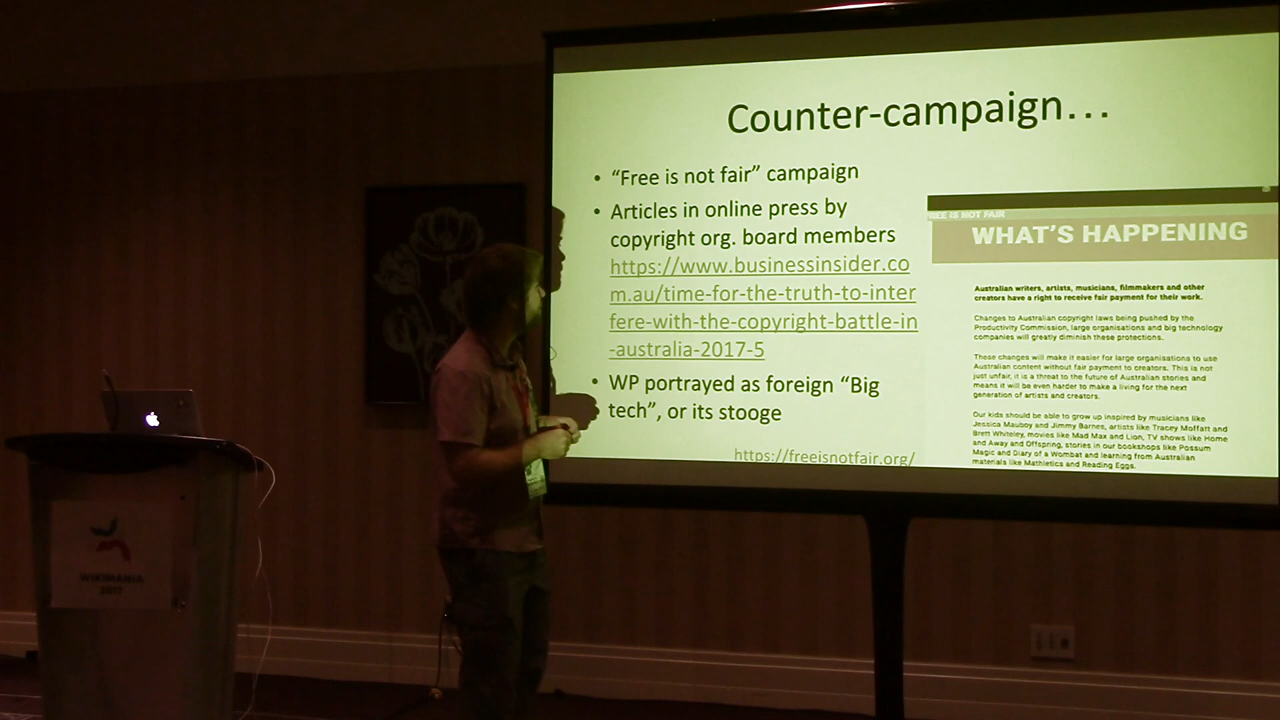 Counter-campaign...
• "Free is not fair" campaign
• Articles in online press by
copyright org. board members
https://www.businessinsider.co
m.au/time-for-the-truth-to-inter
fere-with-the-copyright-battle-in
-australia-2017-5
• WP portrayed as foreign "Big
tech", or its stooge
https://freeisnotfair.org/
FREE IS NOT FAIR
WHAT'S HAPPENING
Australian writers, artists, musicians, filmmakers and other
creators have a right to receive fair payment for their work.
Changes to Australian copyright laws being pushed by the
Productivity Commission, large organisations and big technology
companies will greatly diminish these protections.
These changes will make it easier for large organisations to use
Australian content without fair payment to creators. This is not
just unfair, it is a threat to the future of Australian stories and
means it will be even harder to make a living for the next
generation of artists and creators.
Our kids should be able to grow up inspired by musicians like
Jessica Mauboy and Jimmy Barnes, artists like Tracey Moffatt and
Brett Whiteley, movies like Mad Max and Lion, TV shows like Home
and Away and Offspring, stories in our bookshops like Possum
Magic and Diary of a Wombat and learning from Australian
materials like Mathletics and Reading Eggs.
WIKIMANIA
2017